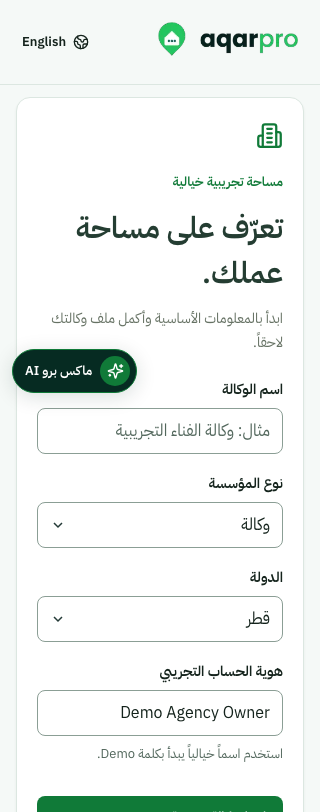 aqarpro
English
مساحة تجريبية خيالية
تعرّف على مساحة
عملك.
ابدأ بالمعلومات الأساسية وأكمل ملف وكالتك
لاحقاً.
ماكس برو AI
اسم الوكالة
مثال: وكالة الفناء التجريبية
نوع المؤسسة
وكالة
الدولة
قطر
هوية الحساب التجريبي
Demo Agency Owner
استخدم اسماً خيالياً يبدأ بكلمة Demo.